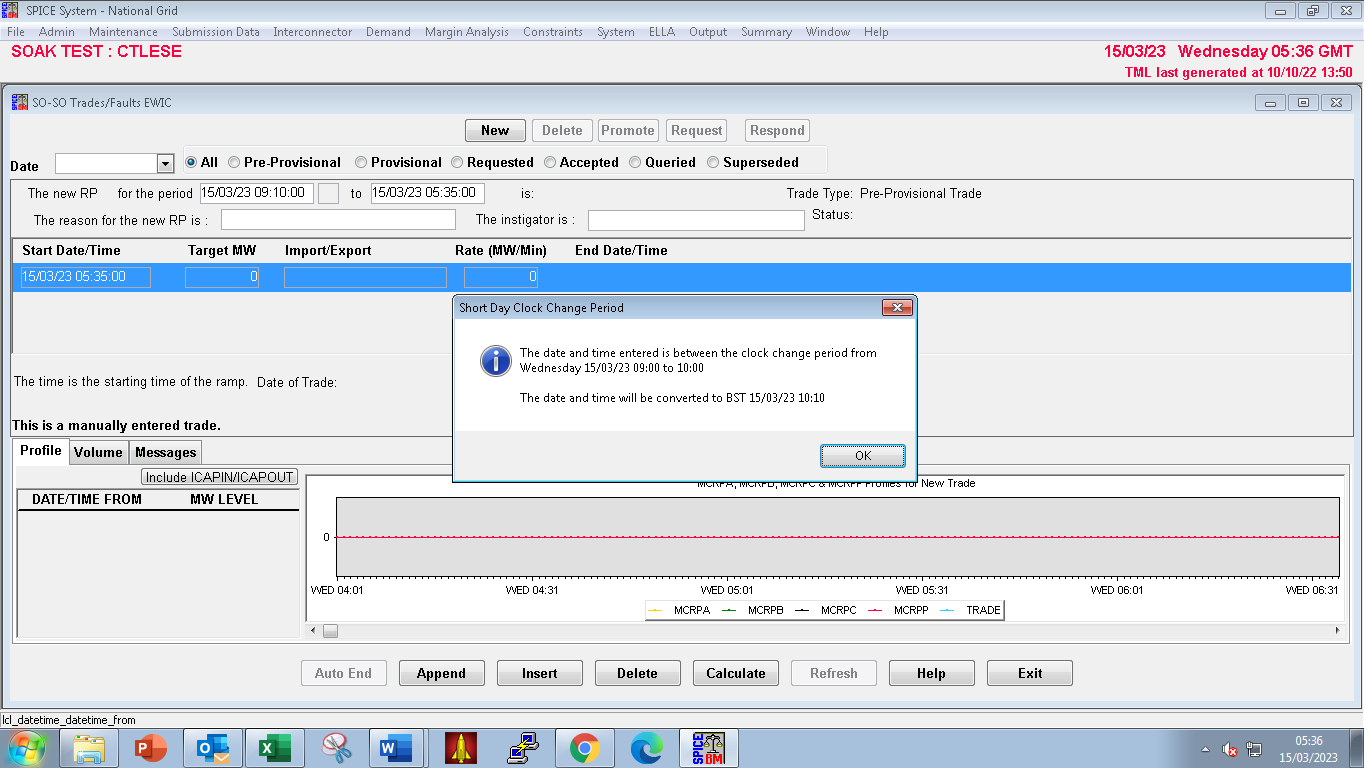 SPICE System - National Grid
File Admin Maintenance Submission Data Interconnector Demand Margin Analysis Constraints System ELLA Output Summary Window Help
SOAK TEST : CTLESE 15/03/23 Wednesday 05:36 GMT
TML last generated at 10/10/22 13:50
SO-SO Trades/Faults EWIC
New Delete Promote Request Respond
Date All Pre-Provisional Provisional Requested Accepted Queried Superseded
The new RP for the period 15/03/23 09:10:00 to 15/03/23 05:35:00 is: Trade Type: Pre-Provisional Trade
The reason for the new RP is : The instigator is : Status:
Start Date/Time Target MW Import/Export Rate (MW/Min) End Date/Time
15/03/23 05:35:00 0 0
Short Day Clock Change Period
The date and time entered is between the clock change period from
Wednesday 15/03/23 09:00 to 10:00
The date and time will be converted to BST 15/03/23 10:10
OK
The time is the starting time of the ramp. Date of Trade:
This is a manually entered trade.
Profile Volume Messages
Include ICAPIN/ICAPOUT
DATE/TIME FROM MW LEVEL
MCRPA, MCRPB, MCRPC & MCRPP Profiles for New Trade
0
WED 04:01 WED 04:31 WED 05:01 WED 05:31 WED 06:01 WED 06:31
MCRPA MCRPB MCRPC MCRPP TRADE
Auto End Append Insert Delete Calculate Refresh Help Exit
lcl_datetime_datetime_from
SPICE
BM
05:36
15/03/2023